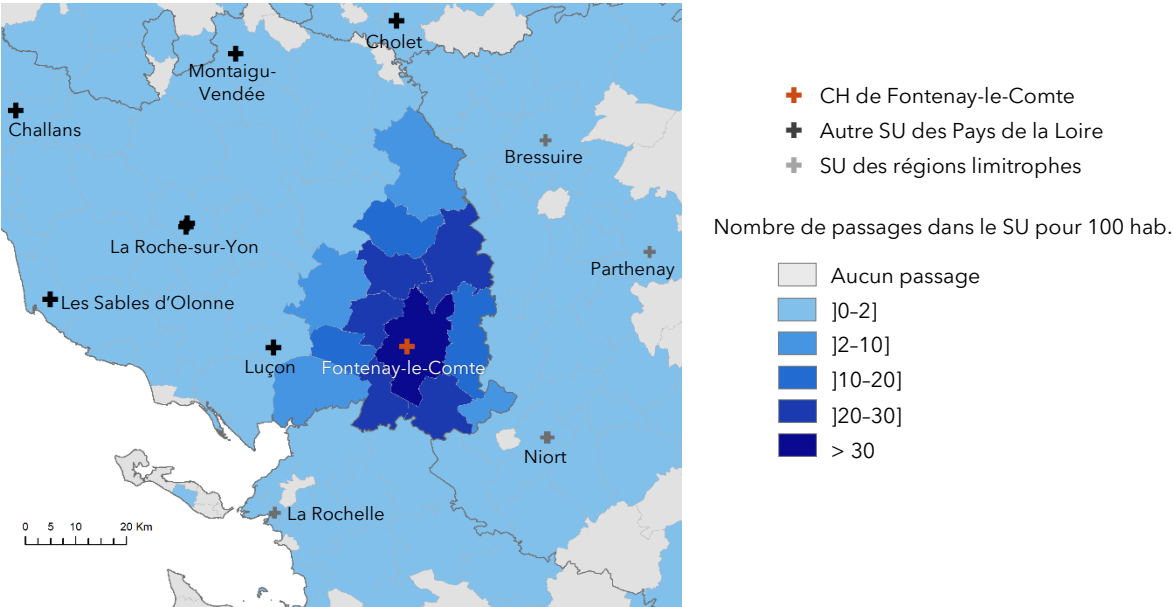 Cholet
Montaigu-
Vendée
Challans
Bressuire
La Roche-sur-Yon
Parthenay
Les Sables d'Olonne
Luçon
Fontenay-le-Comte
Niort
La Rochelle
0 5 10 20 Km
CH de Fontenay-le-Comte
Autre SU des Pays de la Loire
SU des régions limitrophes
Nombre de passages dans le SU pour 100 hab.
Aucun passage
]0–2]
]2–10]
]10–20]
]20–30]
> 30